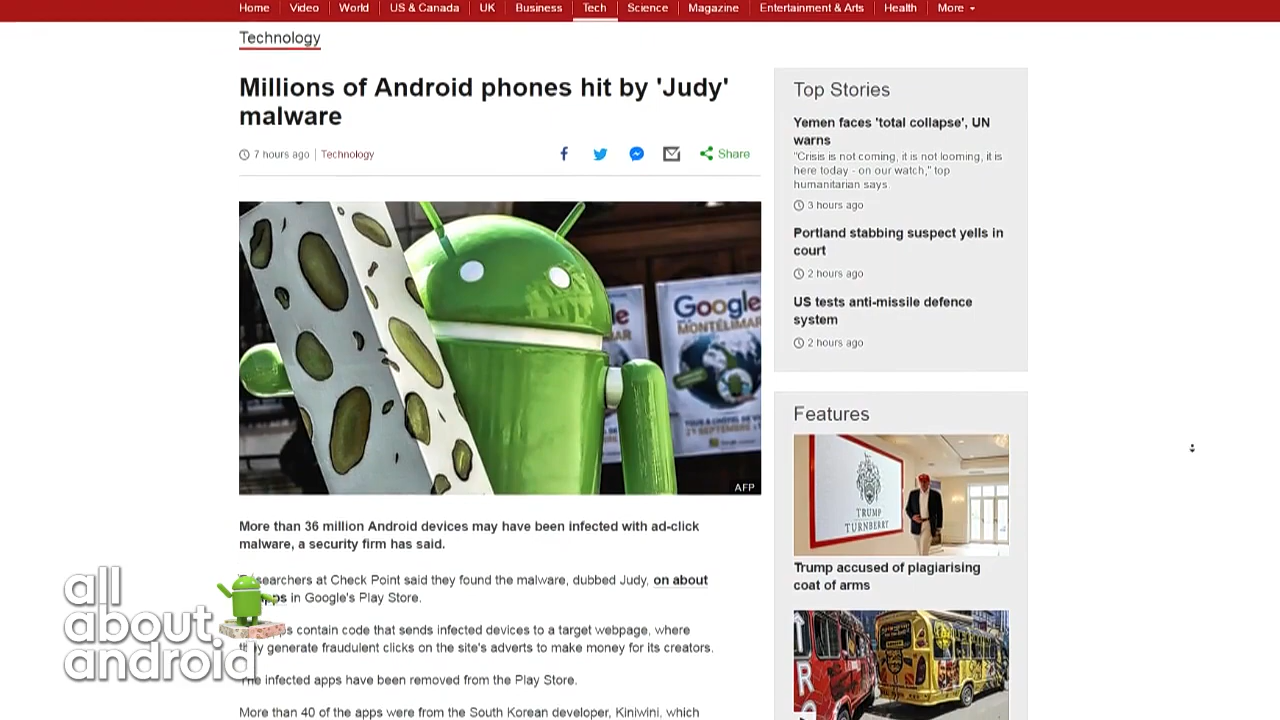 Home Video World US & Canada UK Business Tech Science Magazine Entertainment & Arts Health More
Technology
Millions of Android phones hit by 'Judy'
malware
7 hours ago Technology
Share
Google
MONTÉLIMAR
AFP
More than 36 million Android devices may have been infected with ad-click
malware, a security firm has said.
at Check Point said they found the malware, dubbed Judy, on about
in Google's Play Store.
contain code that sends infected devices to a target webpage, where
generate fraudulent clicks on the site's adverts to make money for its creators.
infected apps have been removed from the Play Store.
More than 40 of the apps were from the South Korean developer, Kiniwini, which
Top Stories
Yemen faces 'total collapse', UN
warns
"Crisis is not coming, it is not looming, it is
here today - on our watch," top
humanitarian says.
3 hours ago
Portland stabbing suspect yells in
court
2 hours ago
US tests anti-missile defence
system
2 hours ago
Features
TRUMP
TURNBERRY
Trump accused of plagiarising
coat of arms
all
about
android